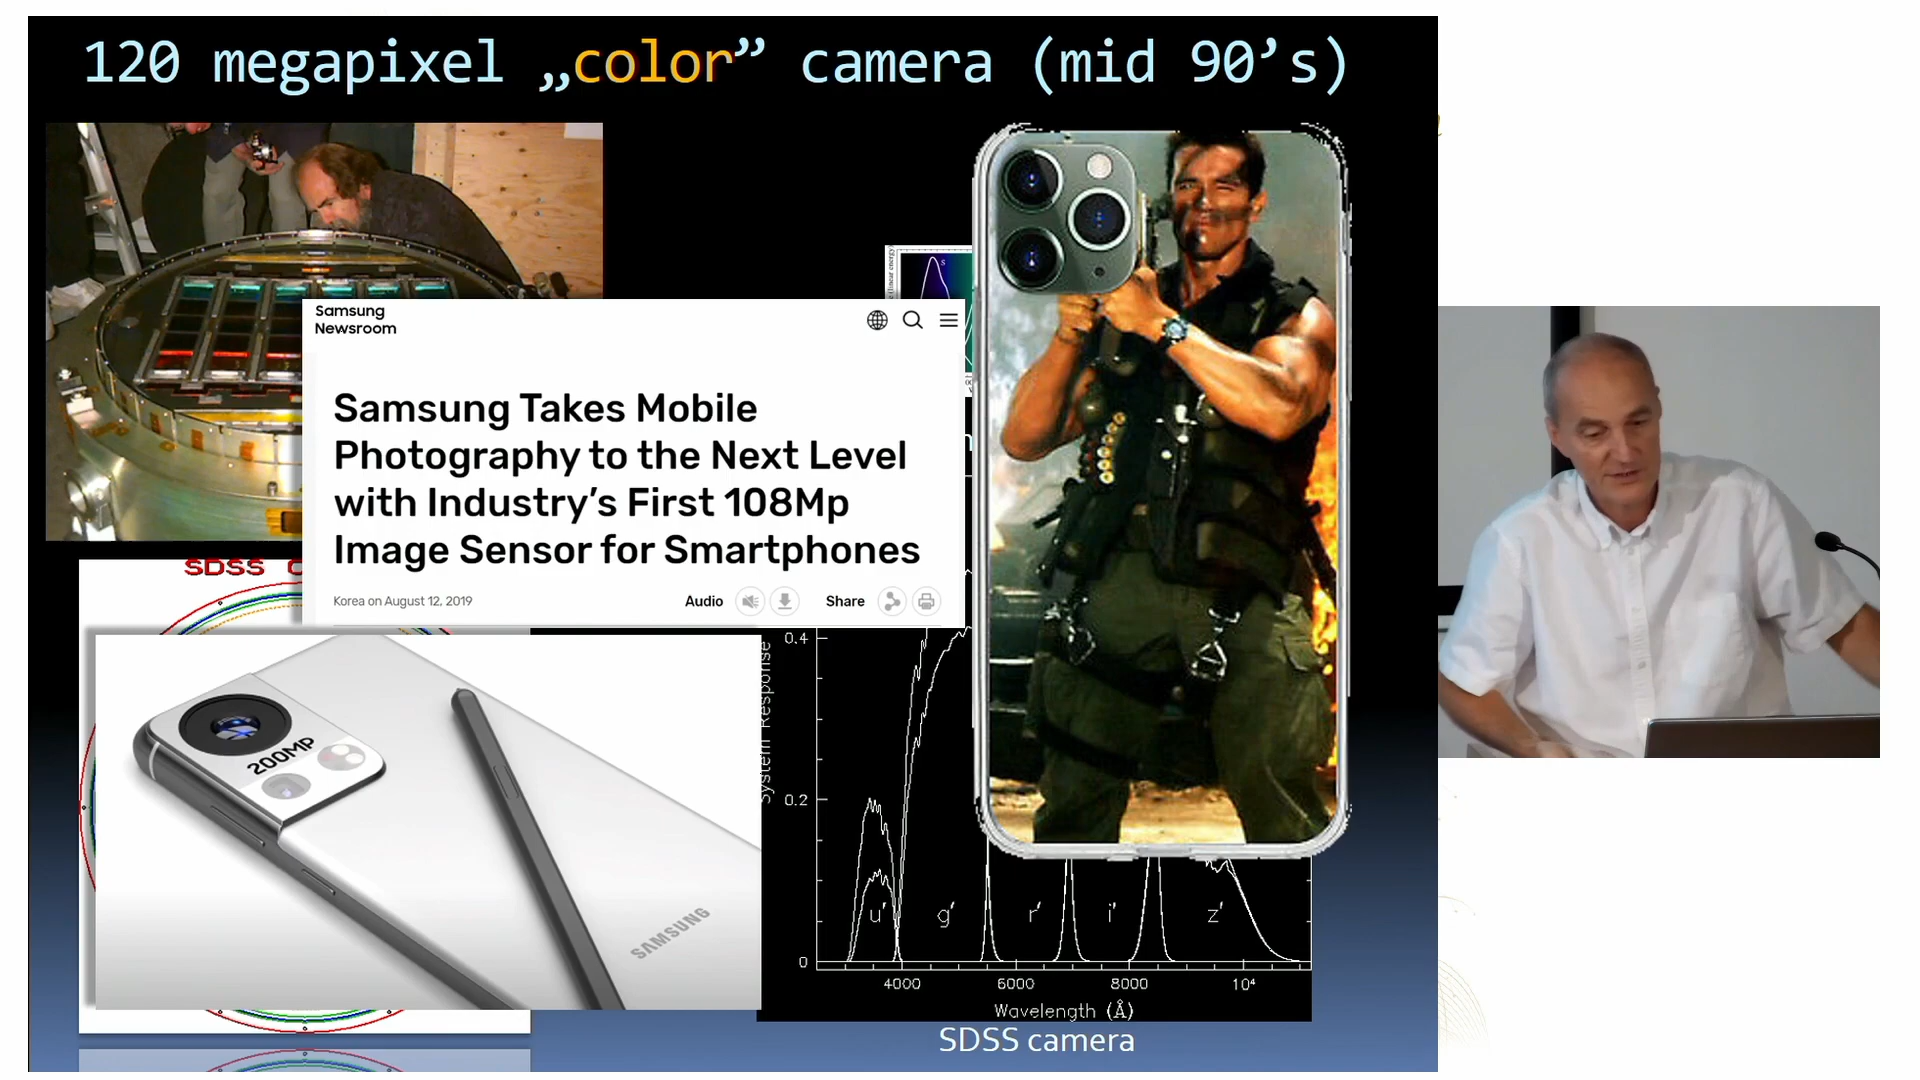 120 megapixel „color” camera (mid 90’s)
Samsung
Newsroom
Samsung Takes Mobile
Photography to the Next Level
with Industry’s First 108Mp
Image Sensor for Smartphones
Korea on August 12, 2019
Audio
Share
SDSS C
200MP
SAMSUNG
S
System Response
0.4
0.2
0
u' g' r' i' z'
4000 6000 8000 10⁴
Wavelength (Å)
SDSS camera